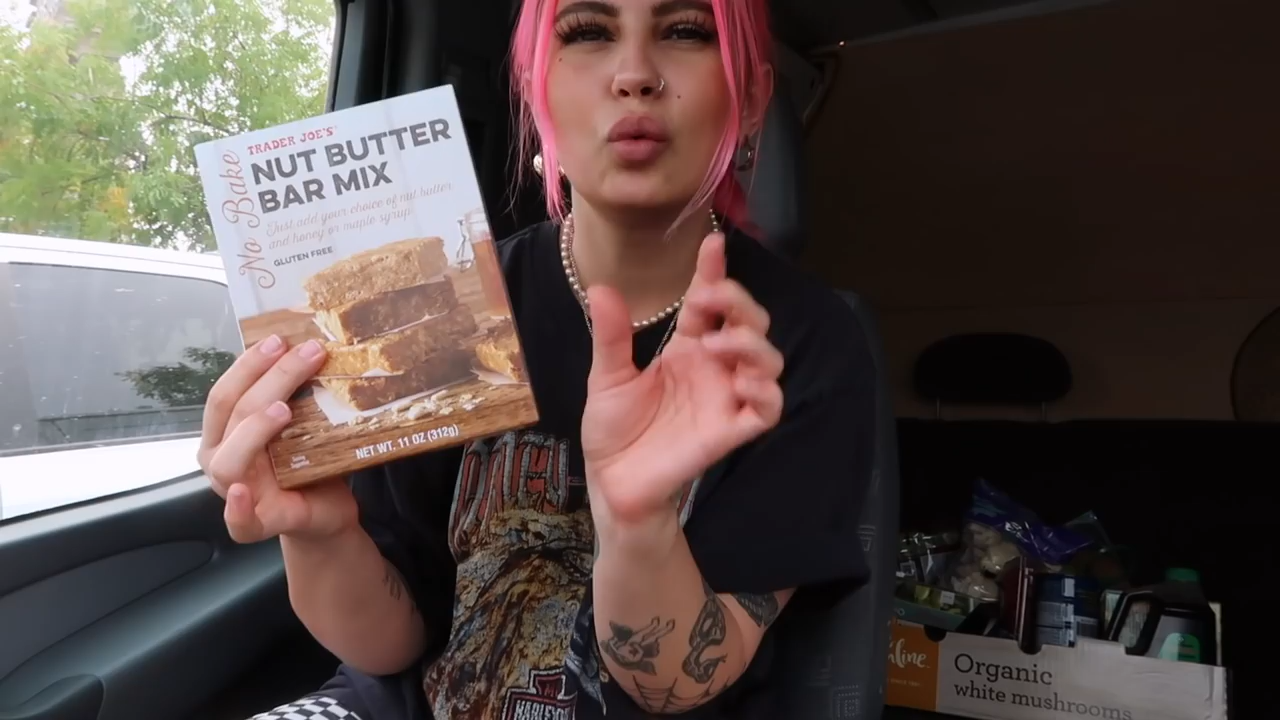 TRADER JOE'S
No Bake
NUT BUTTER
BAR MIX
Just add your choice of nut butter
and honey or maple syrup
GLUTEN FREE
NET WT. 11 OZ (312g)
Organic
white mushrooms